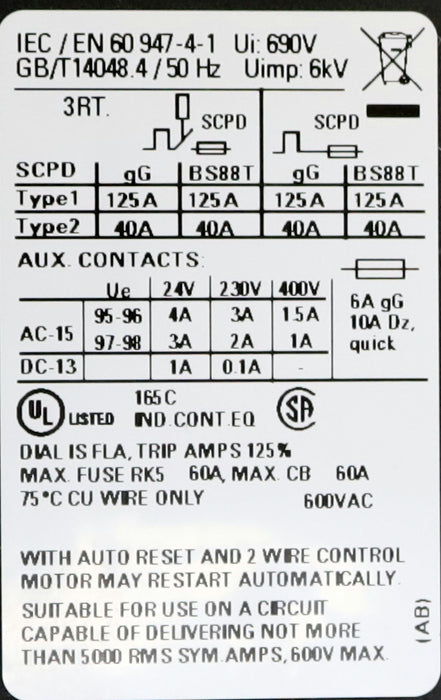 IEC / EN 60 947-4-1 Ui: 690V
GB/T14048.4 / 50 Hz Uimp: 6kV
3RT. SCPD SCPD
SCPD gG BS88T gG BS88T
Type1 125A 125A 125A 125A
Type2 40A 40A 40A 40A
AUX. CONTACTS:
Ue 24V 230V 400V
AC-15 95-96 4A 3A 1.5A
97-98 3A 2A 1A
DC-13 1A 0.1A -
6A gG
10A Dz,
quick
UL LISTED 165C
IND.CONT.EQ
SA
DIAL IS FLA, TRIP AMPS 125%
MAX. FUSE RK5 60A, MAX. CB 60A
75°C CU WIRE ONLY 600VAC
WITH AUTO RESET AND 2 WIRE CONTROL
MOTOR MAY RESTART AUTOMATICALLY.
SUITABLE FOR USE ON A CIRCUIT
CAPABLE OF DELIVERING NOT MORE
THAN 5000 RMS SYM.AMPS, 600V MAX.
(AB)